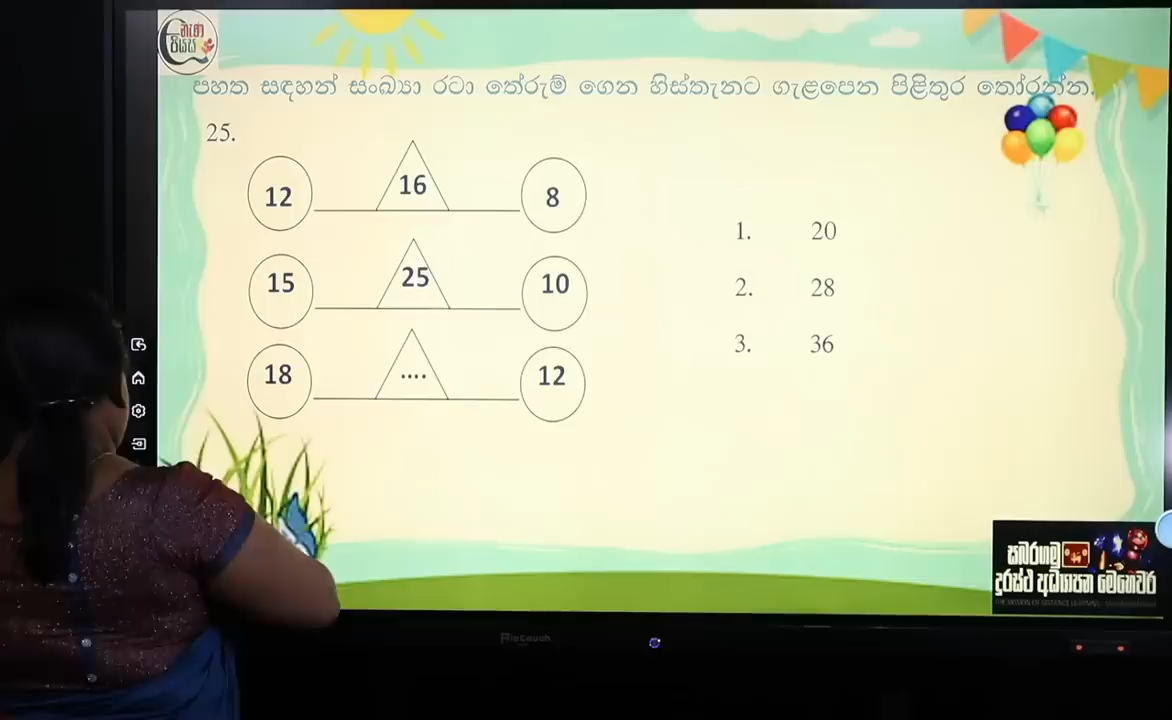 නැණ
පියස
පහත සඳහන් සංඛ්‍යා රටා තේරුම් ගෙන හිස්තැනට ගැළපෙන පිළිතුර තෝරන්න.
25.
12 16 8
15 25 10
18 .... 12
1. 20
2. 28
3. 36
සබරගමු
දුරස්ථ අධ්‍යාපන මෙහෙවර